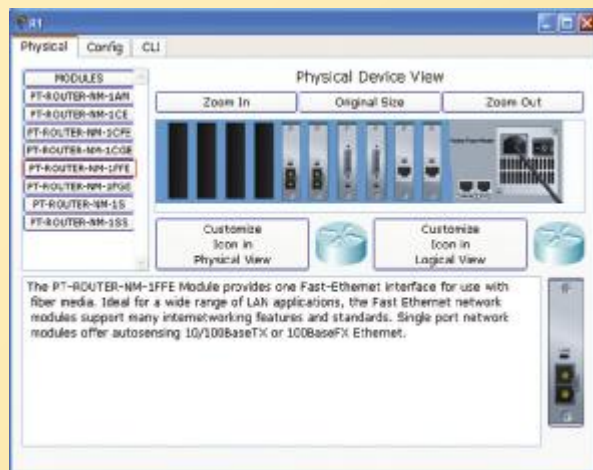 R1
Physical Config CLI
MODULES
PT-ROUTER-NM-1AM
PT-ROUTER-NM-1CE
PT-ROUTER-NM-1CFE
PT-ROUTER-NM-1CGE
PT-ROUTER-NM-1FFE
PT-ROUTER-NM-1FGE
PT-ROUTER-NM-1S
PT-ROUTER-NM-1SS
Physical Device View
Zoom In Original Size Zoom Out
Customize
Icon in
Physical View
Customize
Icon in
Logical View
The PT-ROUTER-NM-1FFE Module provides one Fast-Ethernet interface for use with
fiber media. Ideal for a wide range of LAN applications, the Fast Ethernet network
modules support many internetworking features and standards. Single port network
modules offer autosensing 10/100BaseTX or 100BaseFX Ethernet.